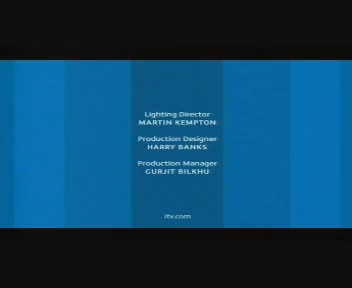 Lighting Director
MARTIN KEMPTON
Production Designer
HARRY BANKS
Production Manager
GURJIT BILKHU
itv.com